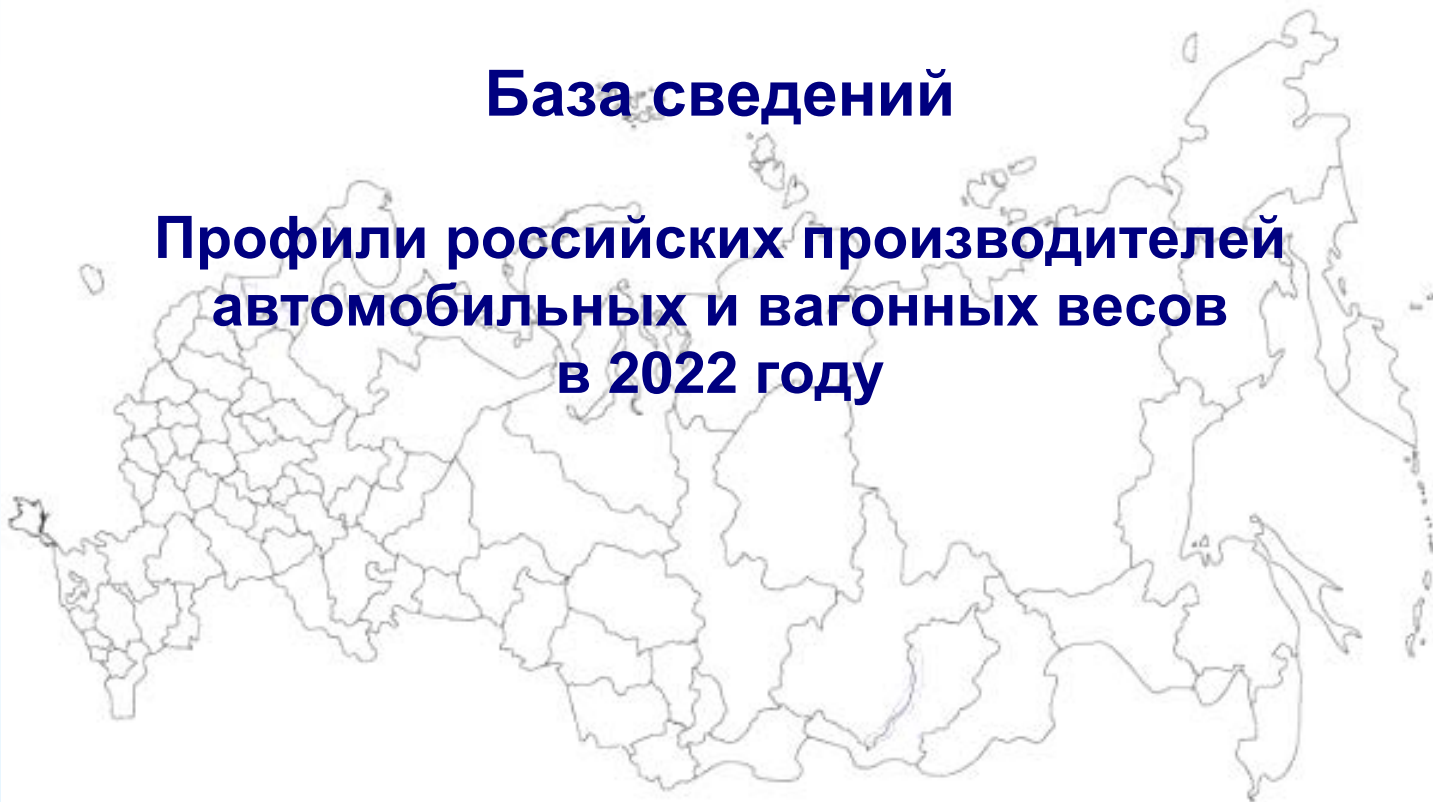 База сведений
Профили российских производителей
автомобильных и вагонных весов
в 2022 году